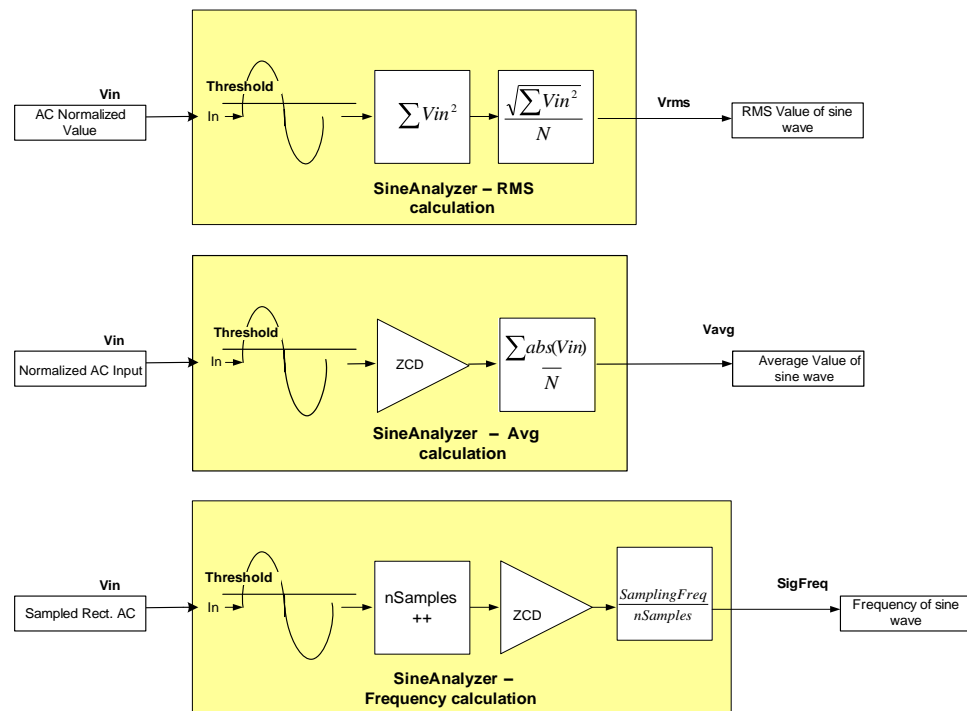 Vin
AC Normalized
Value
Threshold
In
∑Vin²
√∑Vin²
N
Vrms
RMS Value of sine
wave
SineAnalyzer – RMS
calculation
Vin
Normalized AC Input
Threshold
In
ZCD
∑abs(Vin)
N
Vavg
Average Value of
sine wave
SineAnalyzer – Avg
calculation
Vin
Sampled Rect. AC
Threshold
In
nSamples
++
ZCD
SamplingFreq
nSamples
SigFreq
Frequency of sine
wave
SineAnalyzer –
Frequency calculation